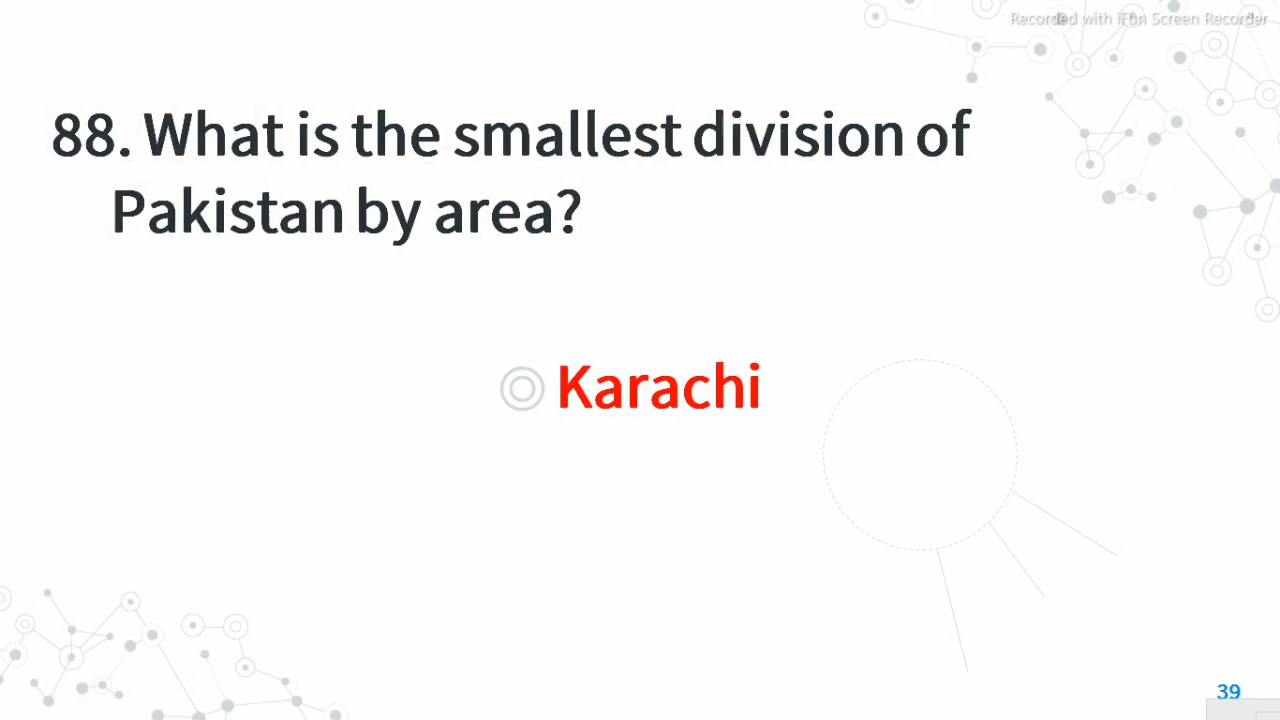 Recorded with iFun Screen Recorder
88. What is the smallest division of
Pakistan by area?
Karachi
39